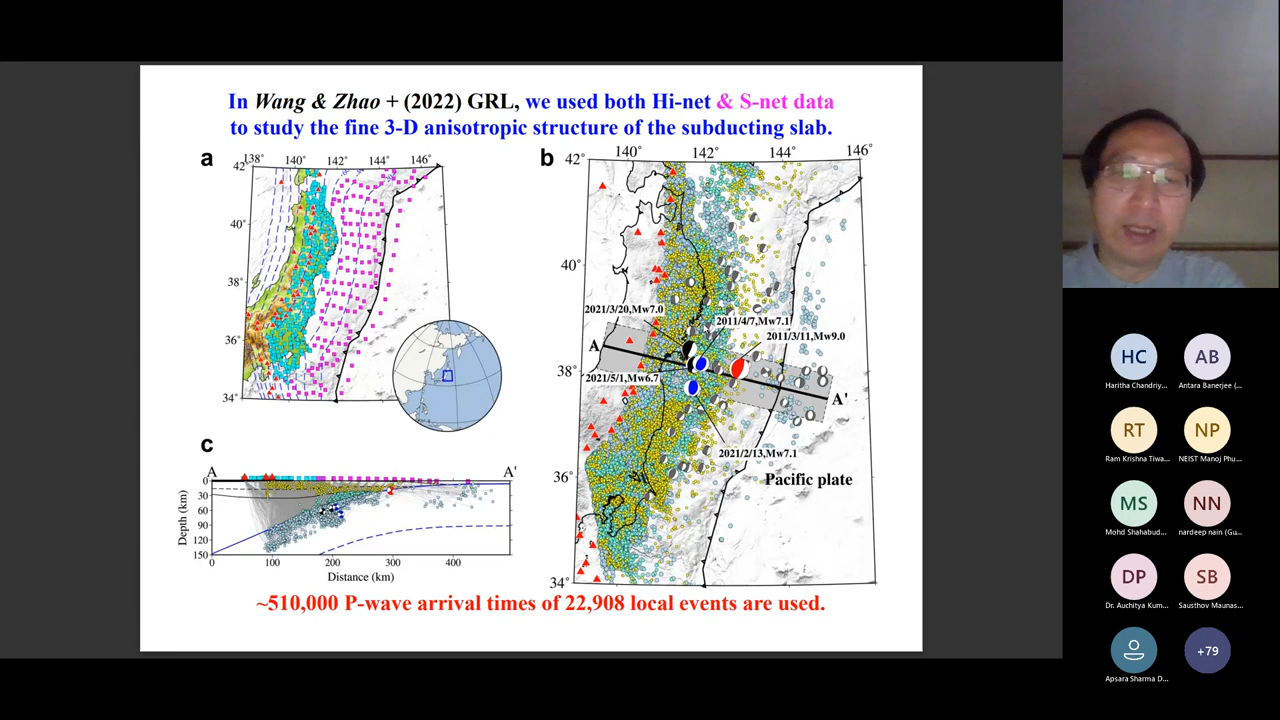 In Wang & Zhao + (2022) GRL, we used both Hi-net & S-net data
to study the fine 3-D anisotropic structure of the subducting slab.
a
138° 140° 142° 144° 146°
42°
40°
38°
36°
34°
b
140° 142° 144° 146°
42°
40°
38°
36°
34°
2021/3/20,Mw7.0
2011/4/7,Mw7.1
2011/3/11,Mw9.0
A
2021/5/1,Mw6.7
A'
2021/2/13,Mw7.1
Pacific plate
c
A A'
Depth (km)
0
30
60
90
120
150
0 100 200 300 400
Distance (km)
~510,000 P-wave arrival times of 22,908 local events are used.
HC AB
Haritha Chandriy... Antara Banerjee (...
RT NP
Ram Krishna Tiwa... NEIST Manoj Phu...
MS NN
Mohd Shahabud... nardeep nain (Gu...
DP SB
Dr. Auchitya Kum... Sausthov Maunas...
+79
Apsara Sharma D...